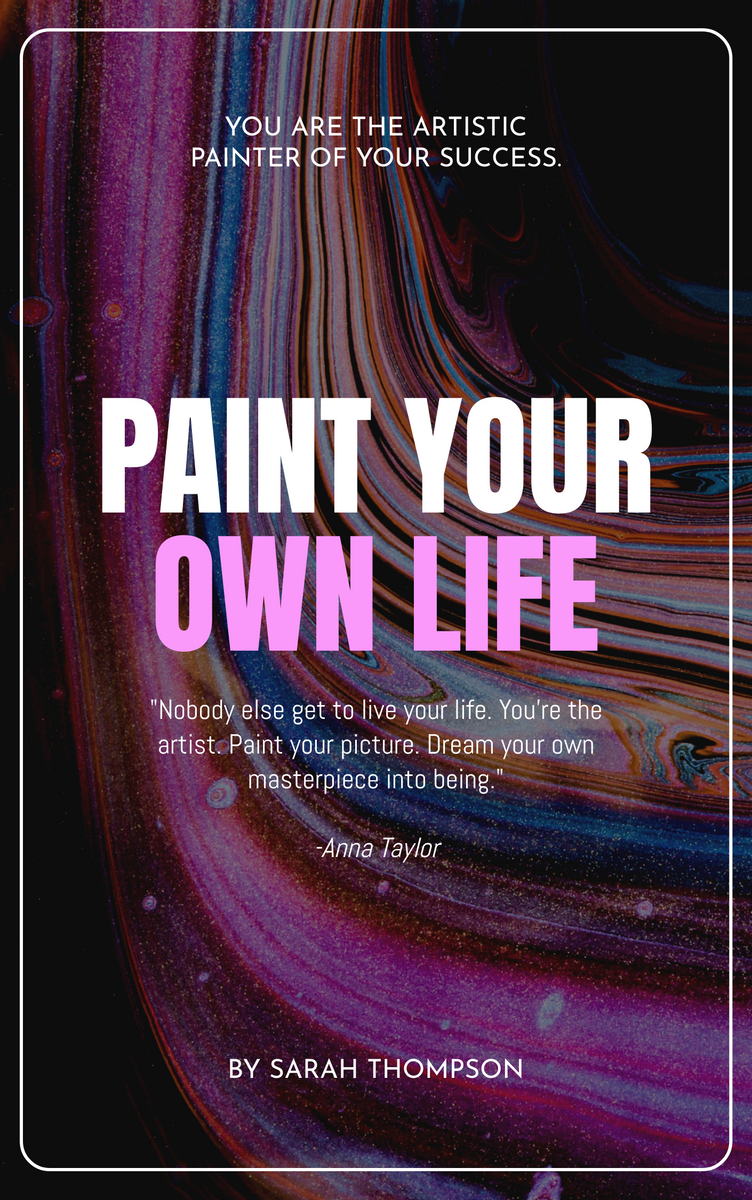 YOU ARE THE ARTISTIC
PAINTER OF YOUR SUCCESS.
PAINT YOUR
OWN LIFE
"Nobody else get to live your life. You're the
artist. Paint your picture. Dream your own
masterpiece into being."
-Anna Taylor
BY SARAH THOMPSON